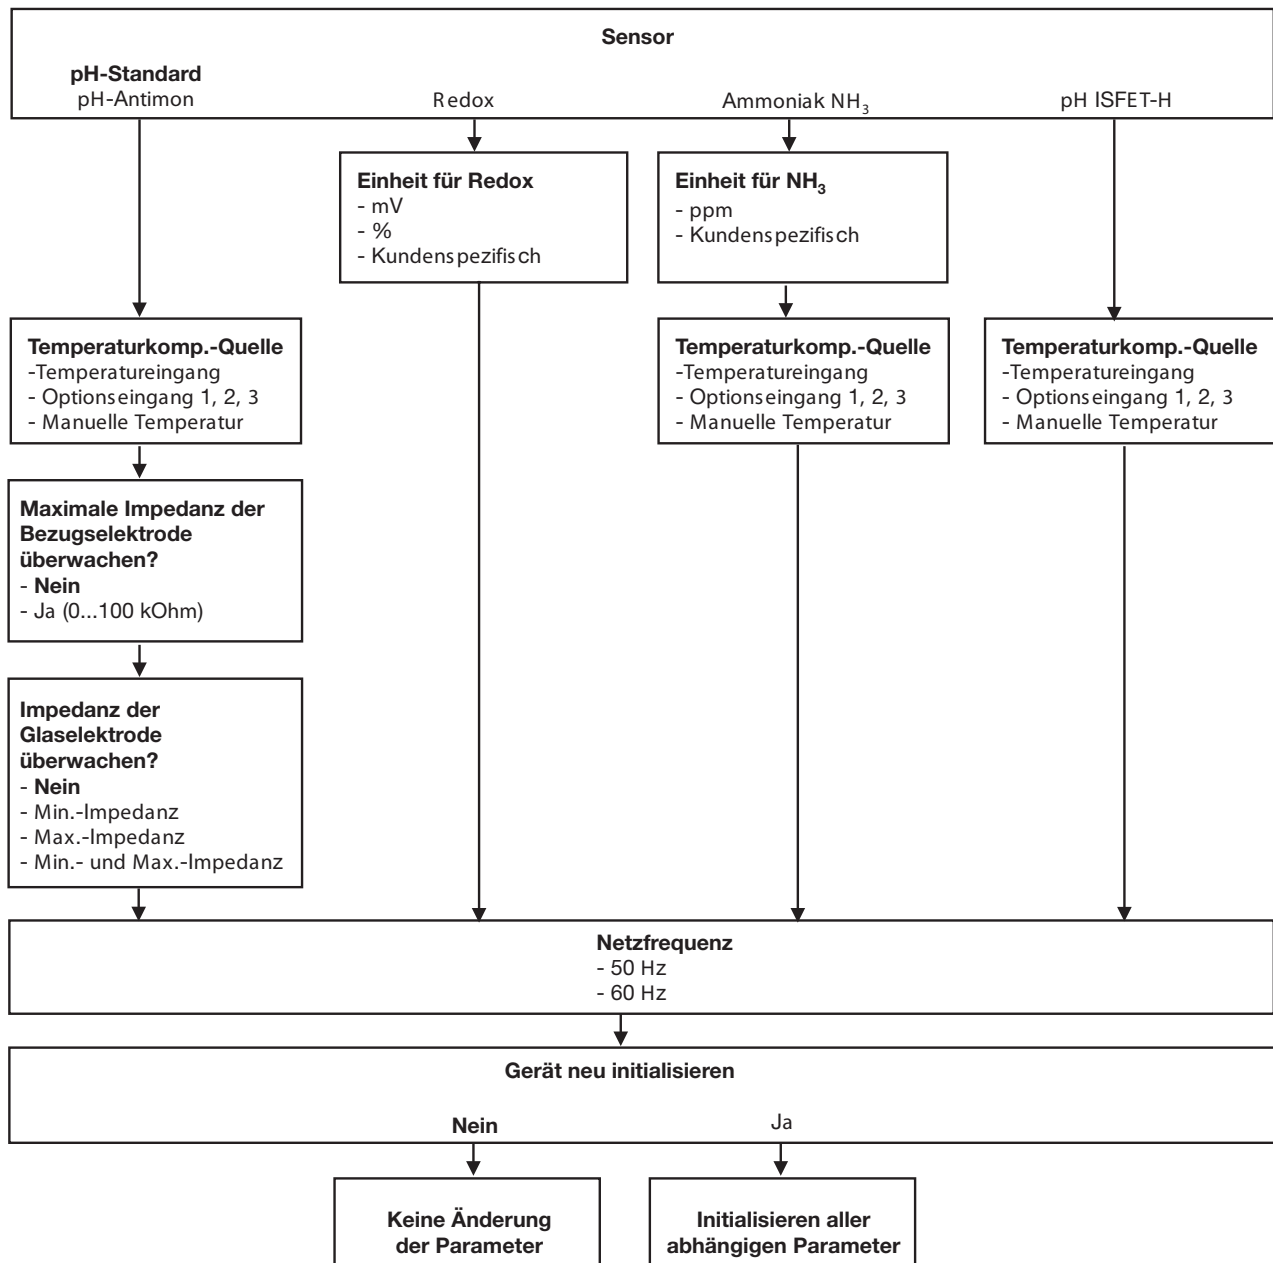 Sensor
pH-Standard
pH-Antimon
Redox
Ammoniak NH3
pH ISFET-H
Einheit für Redox
- mV
- %
- Kundenspezifisch
Einheit für NH3
- ppm
- Kundenspezifisch
Temperaturkomp.-Quelle
-Temperatureingang
- Optionseingang 1, 2, 3
- Manuelle Temperatur
Temperaturkomp.-Quelle
-Temperatureingang
- Optionseingang 1, 2, 3
- Manuelle Temperatur
Temperaturkomp.-Quelle
-Temperatureingang
- Optionseingang 1, 2, 3
- Manuelle Temperatur
Maximale Impedanz der
Bezugselektrode
überwachen?
- Nein
- Ja (0...100 kOhm)
Impedanz der
Glaselektrode
überwachen?
- Nein
- Min.-Impedanz
- Max.-Impedanz
- Min.- und Max.-Impedanz
Netzfrequenz
- 50 Hz
- 60 Hz
Gerät neu initialisieren
Nein
Ja
Keine Änderung
der Parameter
Initialisieren aller
abhängigen Parameter